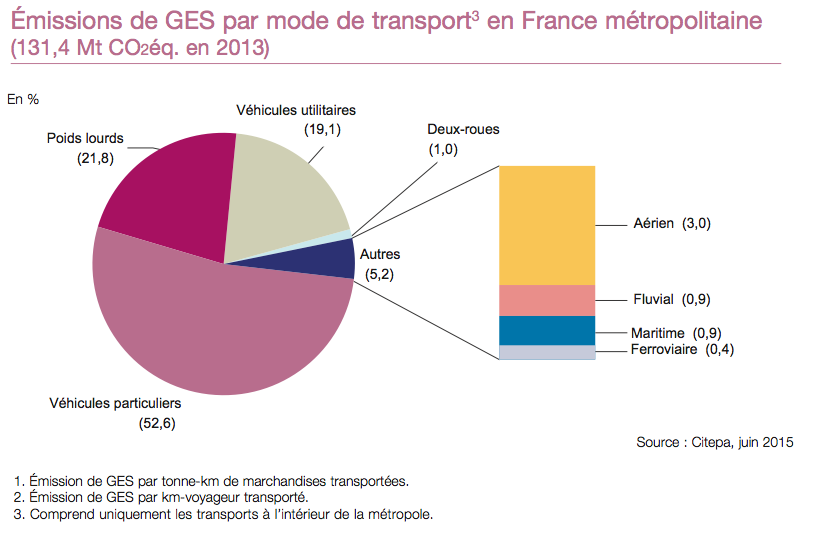 Émissions de GES par mode de transport³ en France métropolitaine
(131,4 Mt CO2éq. en 2013)
En %
Véhicules utilitaires
(19,1)
Deux-roues
(1,0)
Poids lourds
(21,8)
Aérien (3,0)
Autres
(5,2)
Fluvial (0,9)
Maritime (0,9)
Ferroviaire (0,4)
Véhicules particuliers
(52,6)
Source : Citepa, juin 2015
1. Émission de GES par tonne-km de marchandises transportées.
2. Émission de GES par km-voyageur transporté.
3. Comprend uniquement les transports à l'intérieur de la métropole.